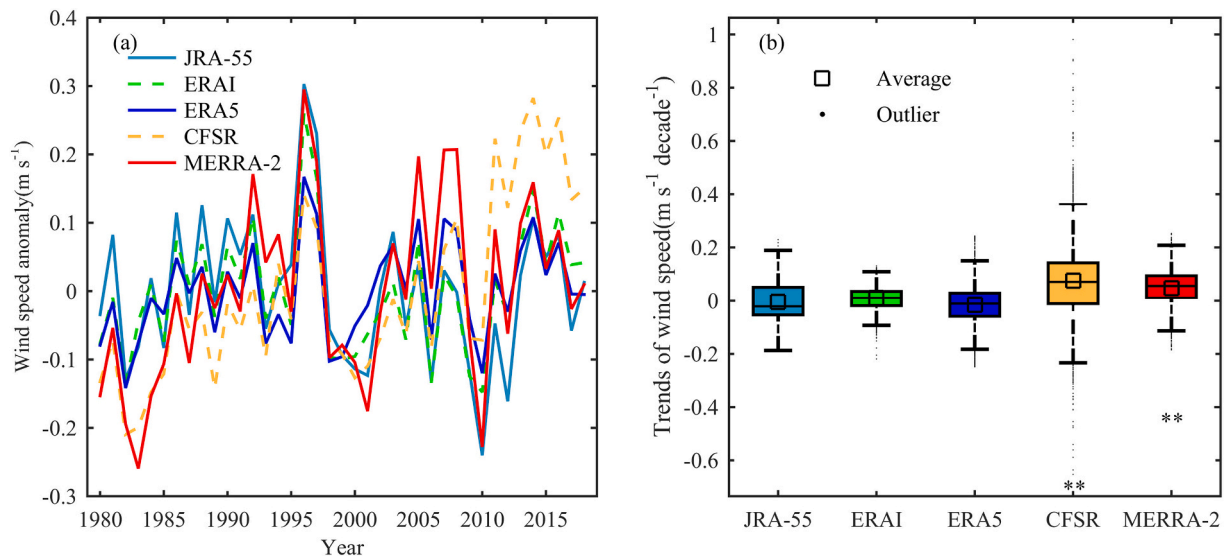 (a)
JRA-55
ERAI
ERA5
CFSR
MERRA-2
0.4
0.3
0.2
0.1
0
-0.1
-0.2
-0.3
Wind speed anomaly(m s⁻¹)
1980 1985 1990 1995 2000 2005 2010 2015
Year
(b)
Average
Outlier
1
0.8
0.6
0.4
0.2
0
-0.2
-0.4
-0.6
Trends of wind speed(m s⁻¹ decade⁻¹)
**
**
JRA-55 ERAI ERA5 CFSR MERRA-2